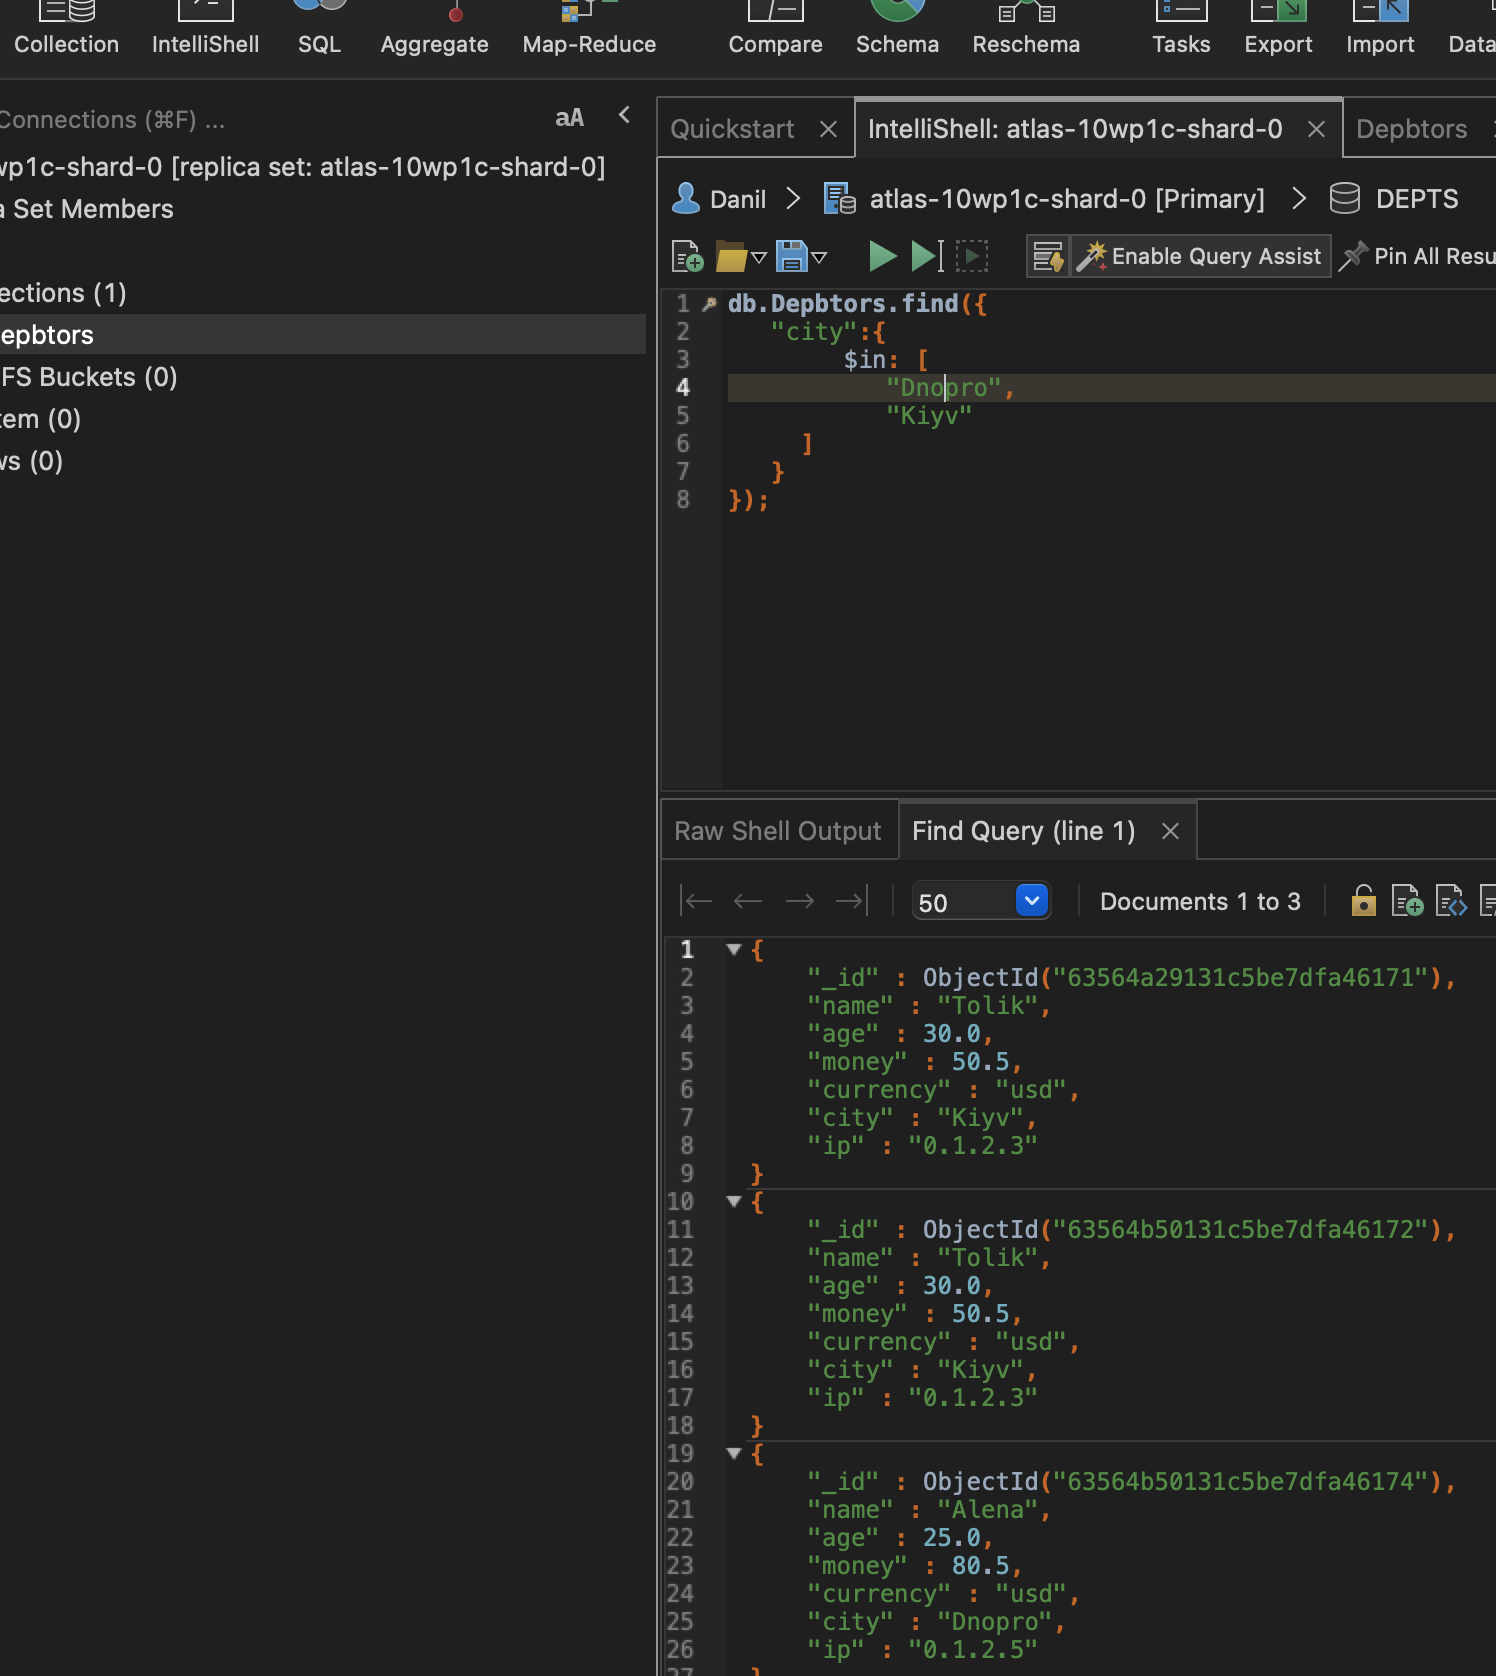 Collection IntelliShell SQL Aggregate Map-Reduce Compare Schema Reschema Tasks Export Import Data
Connections (⌘F) ... aA
Quickstart IntelliShell: atlas-10wp1c-shard-0 Depbtors
vp1c-shard-0 [replica set: atlas-10wp1c-shard-0]
a Set Members
ections (1)
epbtors
FS Buckets (0)
tem (0)
ws (0)
Danil atlas-10wp1c-shard-0 [Primary] DEPTS
Enable Query Assist Pin All Resu
1 db.Depbtors.find({
2 "city":{
3 $in: [
4 "Dnopro",
5 "Kiyv"
6 ]
7 }
8 });
Raw Shell Output Find Query (line 1)
50 Documents 1 to 3
1 {
2 "_id" : ObjectId("63564a29131c5be7dfa46171"),
3 "name" : "Tolik",
4 "age" : 30.0,
5 "money" : 50.5,
6 "currency" : "usd",
7 "city" : "Kiyv",
8 "ip" : "0.1.2.3"
9 }
10 {
11 "_id" : ObjectId("63564b50131c5be7dfa46172"),
12 "name" : "Tolik",
13 "age" : 30.0,
14 "money" : 50.5,
15 "currency" : "usd",
16 "city" : "Kiyv",
17 "ip" : "0.1.2.3"
18 }
19 {
20 "_id" : ObjectId("63564b50131c5be7dfa46174"),
21 "name" : "Alena",
22 "age" : 25.0,
23 "money" : 80.5,
24 "currency" : "usd",
25 "city" : "Dnopro",
26 "ip" : "0.1.2.5"
27 }